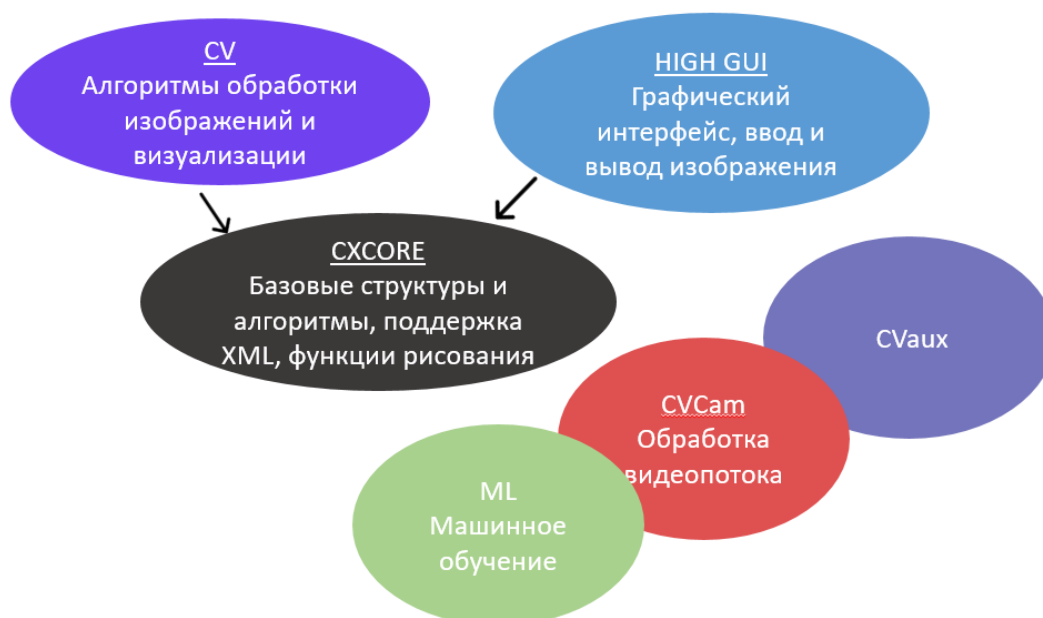 CV
Алгоритмы обработки
изображений и
визуализации
HIGH GUI
Графический
интерфейс, ввод и
вывод изображения
CXCORE
Базовые структуры и
алгоритмы, поддержка
XML, функции рисования
CVaux
CVCam
Обработка
видеопотока
ML
Машинное
обучение